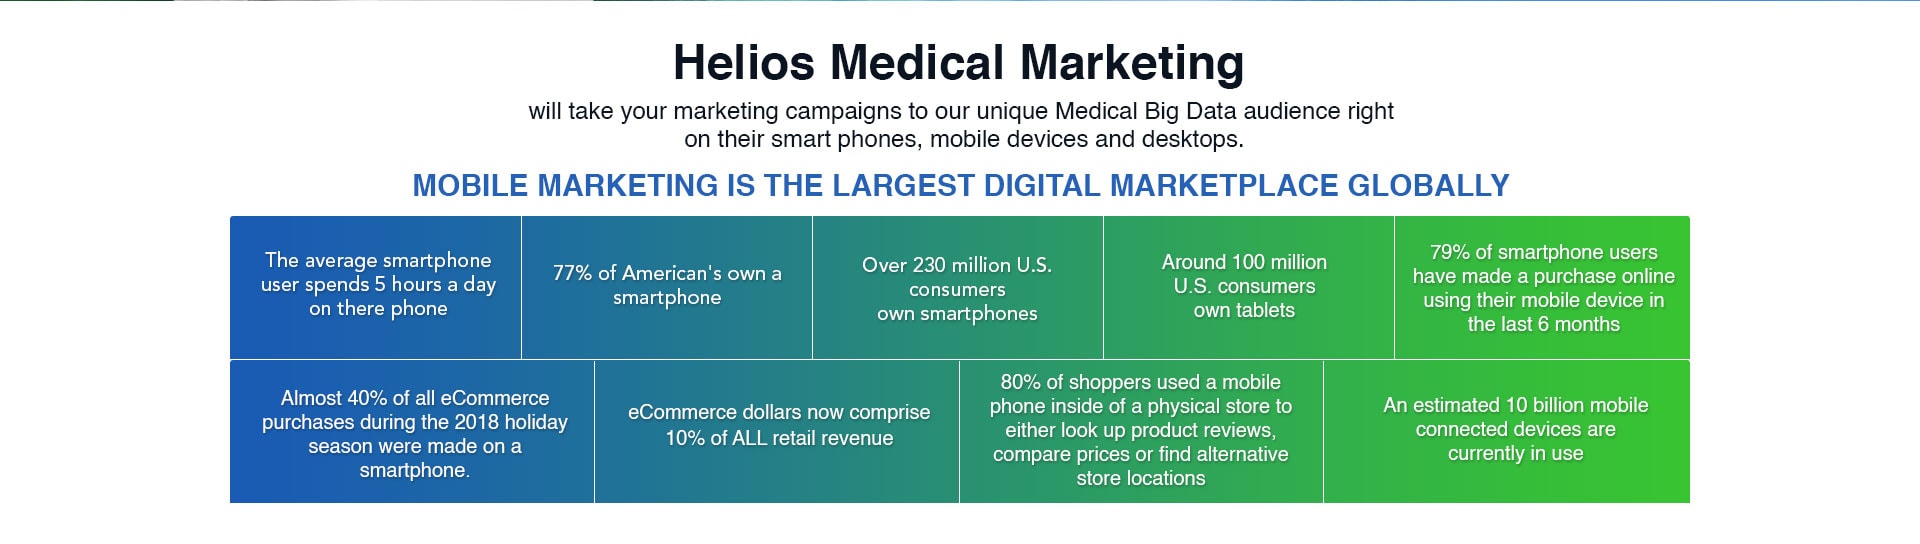 Helios Medical Marketing
will take your marketing campaigns to our unique Medical Big Data audience right
on their smart phones, mobile devices and desktops.
MOBILE MARKETING IS THE LARGEST DIGITAL MARKETPLACE GLOBALLY
The average smartphone
user spends 5 hours a day
on there phone
77% of American's own a
smartphone
Over 230 million U.S.
consumers
own smartphones
Around 100 million
U.S. consumers
own tablets
79% of smartphone users
have made a purchase online
using their mobile device in
the last 6 months
Almost 40% of all eCommerce
purchases during the 2018 holiday
season were made on a
smartphone.
eCommerce dollars now comprise
10% of ALL retail revenue
80% of shoppers used a mobile
phone inside of a physical store to
either look up product reviews,
compare prices or find alternative
store locations
An estimated 10 billion mobile
connected devices are
currently in use